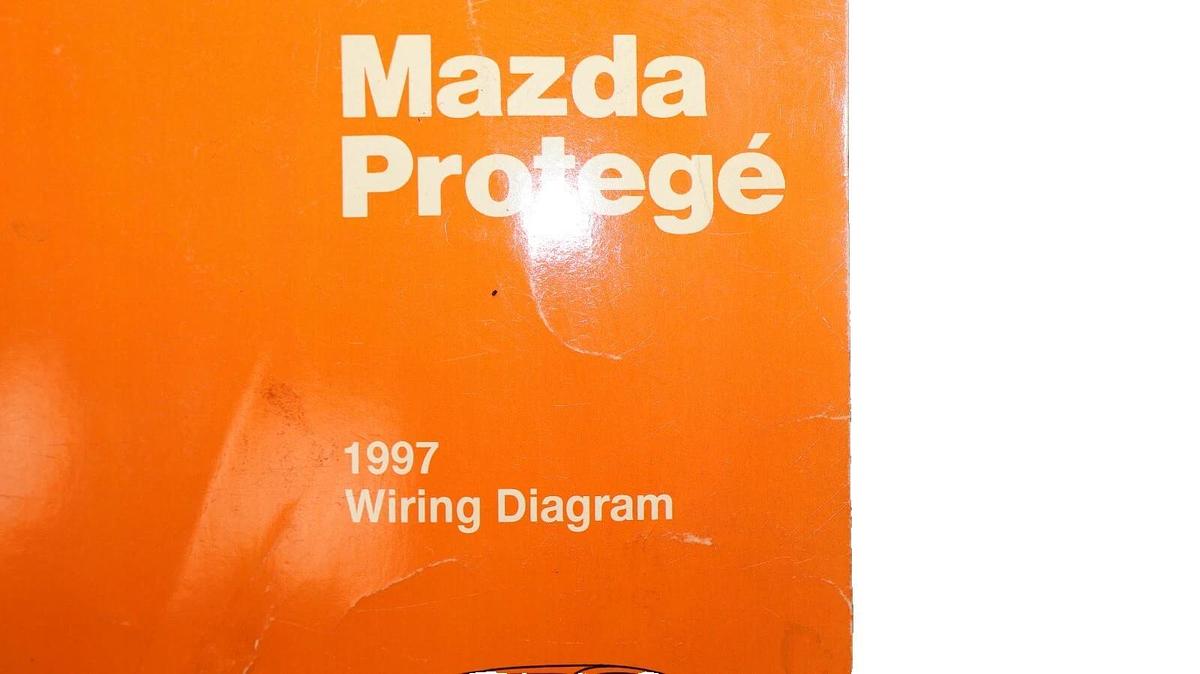 Mazda
Protegé
1997
Wiring Diagram